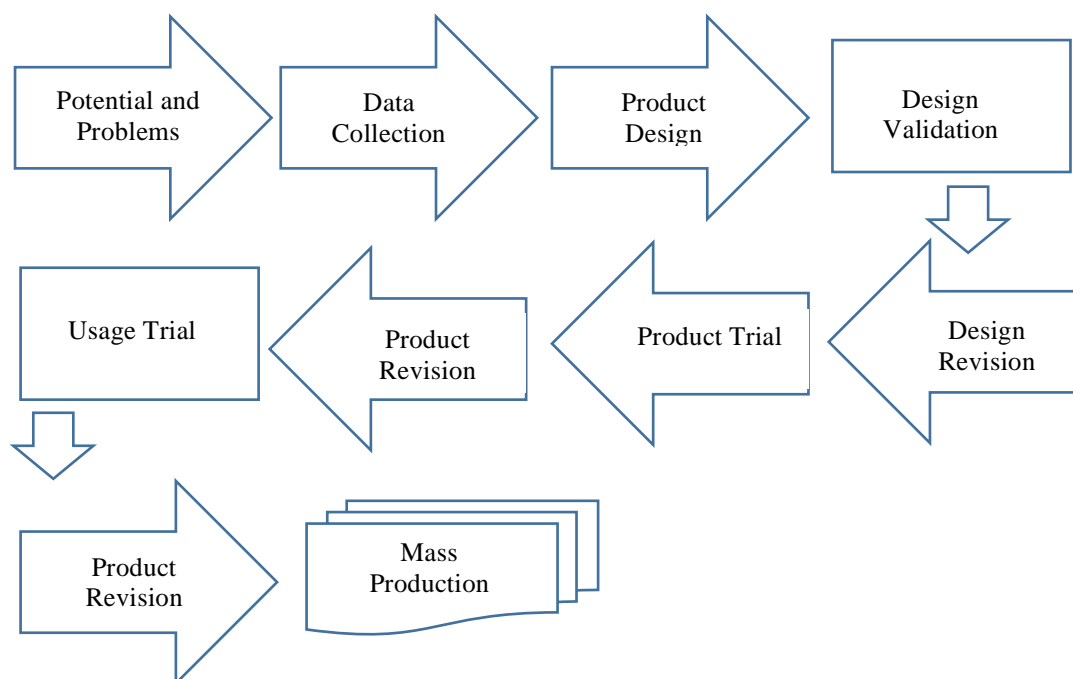 Potential and
Problems
Data
Collection
Product
Design
Design
Validation
Usage Trial
Product
Revision
Product Trial
Design
Revision
Product
Revision
Mass
Production